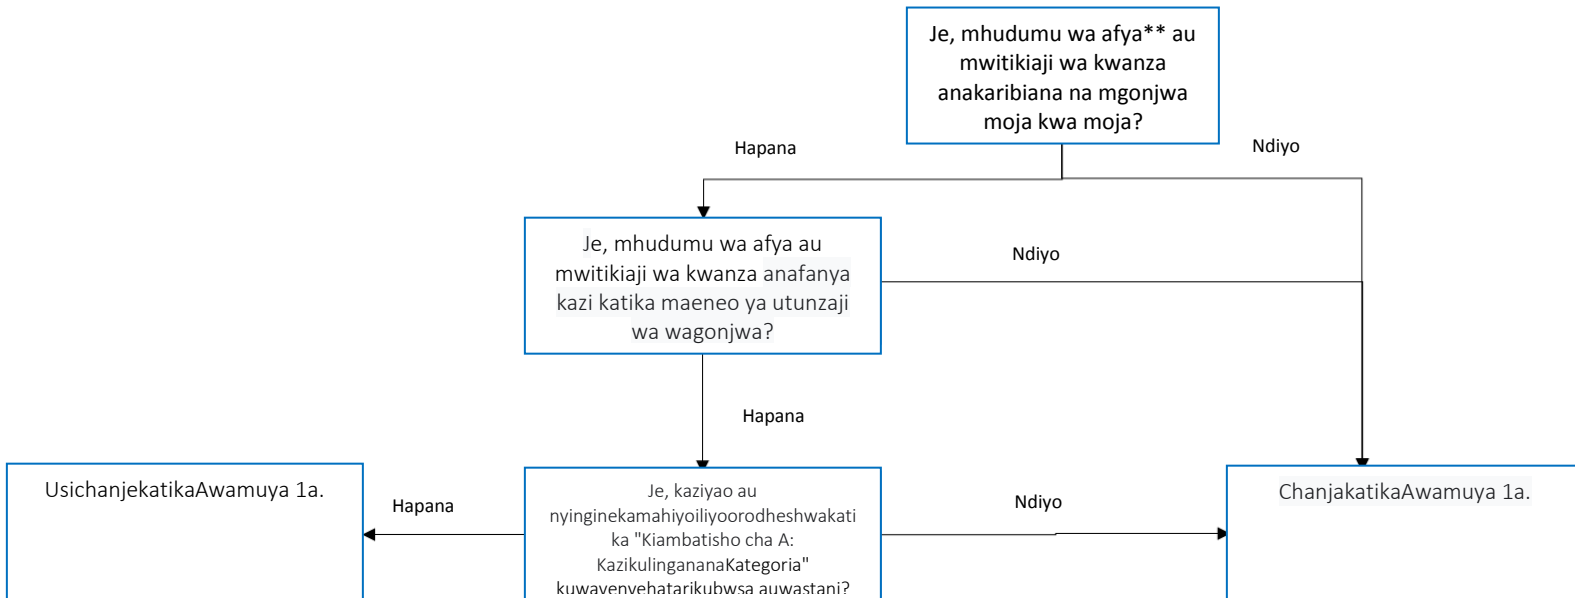 Je, mhudumu wa afya** au
mwitikiaji wa kwanza
anakaribiana na mgonjwa
moja kwa moja?
Hapana
Ndiyo
Je, mhudumu wa afya au
mwitikiaji wa kwanza anafanya
kazi katika maeneo ya utunzaji
wa wagonjwa?
Ndiyo
Hapana
UsichanjekatikaAwamuya 1a.
Hapana
Je, kaziyao au
nyinginekamahiyoiliyoorodheshwakati
ka "Kiambatisho cha A:
KazikulingananaKategoria"
kuwavenyehatarikubwsa auwastani?
Ndiyo
ChanjakatikaAwamuya 1a.